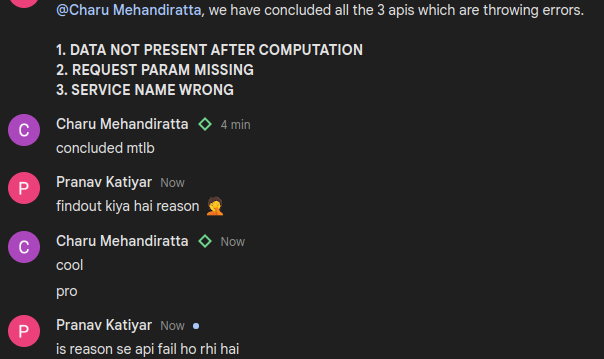 @Charu Mehandiratta, we have concluded all the 3 apis which are throwing errors.
1. DATA NOT PRESENT AFTER COMPUTATION
2. REQUEST PARAM MISSING
3. SERVICE NAME WRONG
C
Charu Mehandiratta 4 min
concluded mtlb
P
Pranav Katiyar Now
findout kiya hai reason 🤦
C
Charu Mehandiratta Now
cool
pro
P
Pranav Katiyar Now
is reason se api fail ho rhi hai